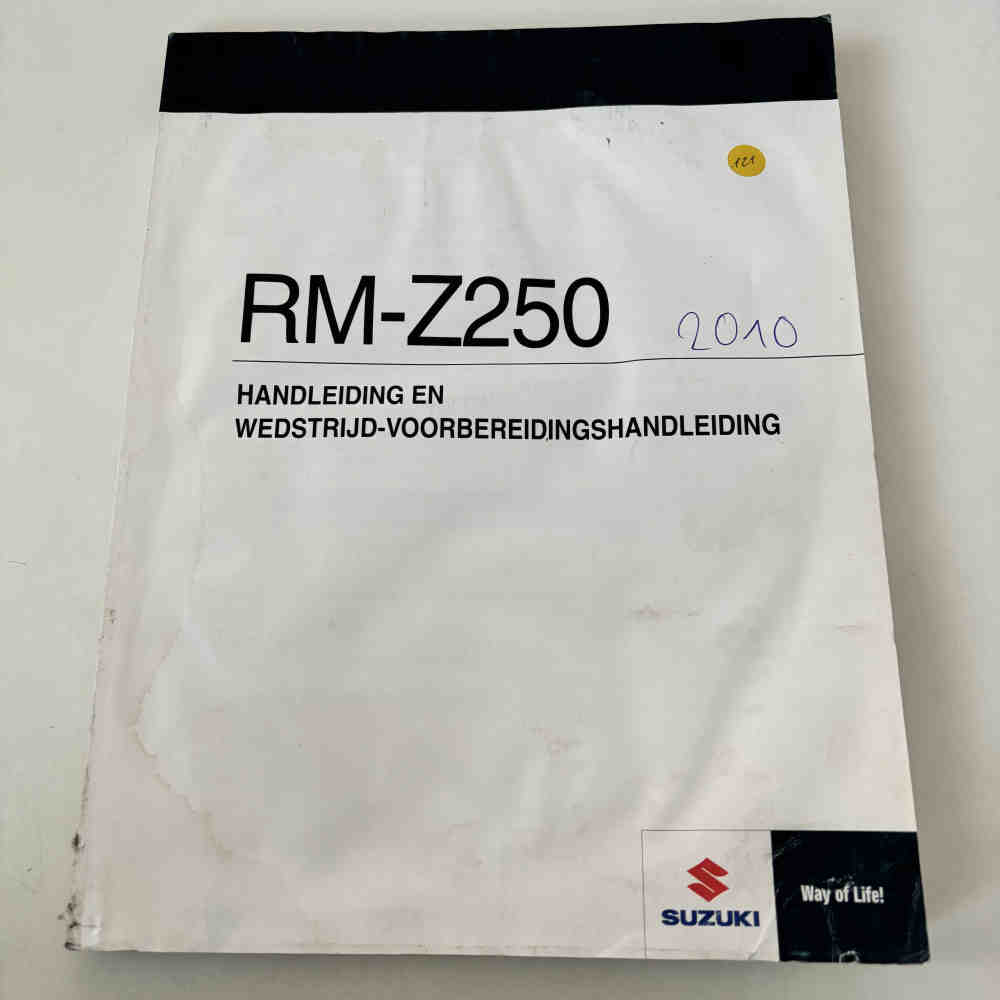 121
RM-Z250 2010
HANDLEIDING EN
WEDSTRIJD-VOORBEREIDINGSHANDLEIDING
SUZUKI
Way of Life!